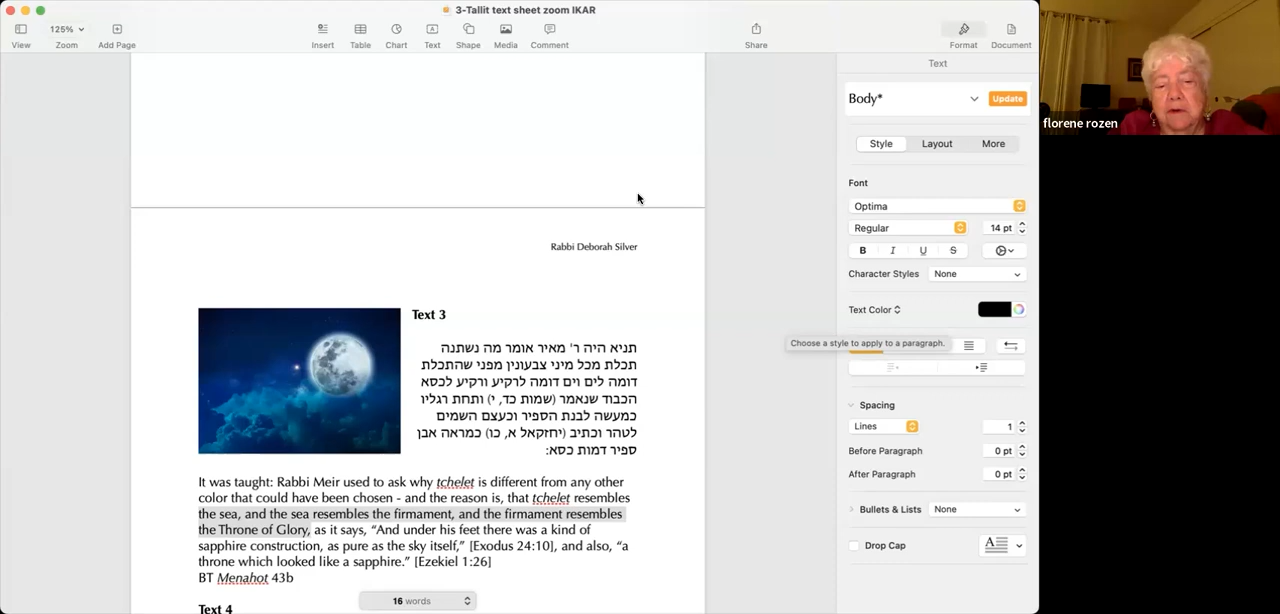 3-Tallit text sheet zoom IKAR
125%
View
Zoom
Add Page
Insert
Table
Chart
Text
Shape
Media
Comment
Share
Format
Document
florene rozen
Text
Body*
Update
Style
Layout
More
Font
Optima
Regular
14 pt
B I U S
Character Styles
None
Text Color
Choose a style to apply to a paragraph.
Spacing
Lines
1
Before Paragraph
0 pt
After Paragraph
0 pt
Bullets & Lists
None
Drop Cap
A
Rabbi Deborah Silver
Text 3
תניא היה ר' מאיר אומר מה נשתנה
תכלת מכל מיני צבעונין מפני שהתכלת
דומה לים וים דומה לרקיע ורקיע לכסא
הכבוד שנאמר (שמות כד, י) ותחת רגליו
כמעשה לבנת הספיר וכעצם השמים
לטהר וכתיב (יחזקאל א, כו) כמראה אבן
ספיר דמות כסא:
It was taught: Rabbi Meir used to ask why tchelet is different from any other
color that could have been chosen - and the reason is, that tchelet resembles
the sea, and the sea resembles the firmament, and the firmament resembles
the Throne of Glory, as it says, “And under his feet there was a kind of
sapphire construction, as pure as the sky itself,” [Exodus 24:10], and also, “a
throne which looked like a sapphire.” [Ezekiel 1:26]
BT Menahot 43b
16 words
Text 4